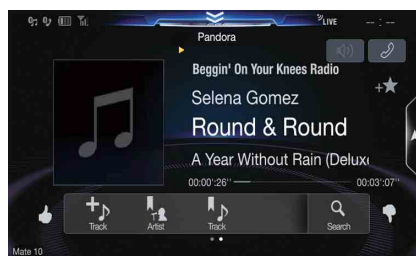 LIVE --:--
Pandora
Beggin' On Your Knees Radio
Selena Gomez
Round & Round
A Year Without Rain (Delux
00:00':26" 00:03':07"
Track Artist Track Search
Mate 10